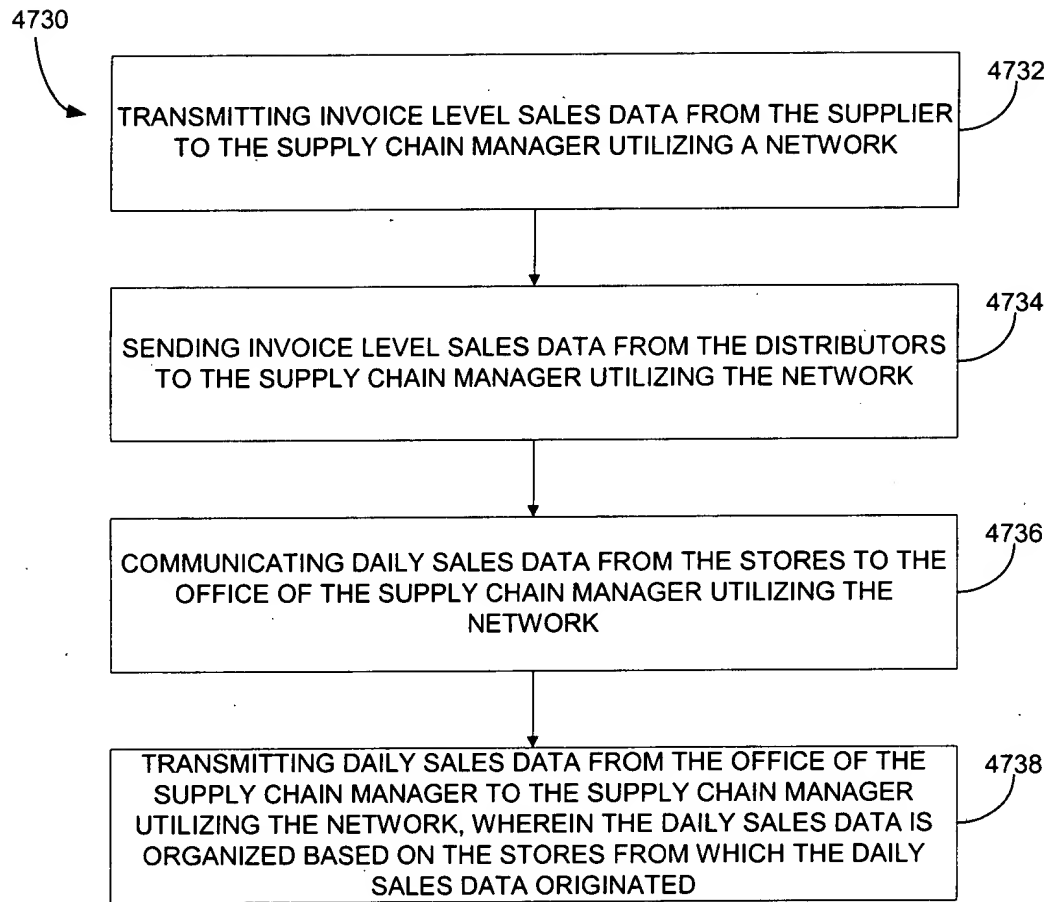 4730
4732
TRANSMITTING INVOICE LEVEL SALES DATA FROM THE SUPPLIER
TO THE SUPPLY CHAIN MANAGER UTILIZING A NETWORK
4734
SENDING INVOICE LEVEL SALES DATA FROM THE DISTRIBUTORS
TO THE SUPPLY CHAIN MANAGER UTILIZING THE NETWORK
4736
COMMUNICATING DAILY SALES DATA FROM THE STORES TO THE
OFFICE OF THE SUPPLY CHAIN MANAGER UTILIZING THE
NETWORK
4738
TRANSMITTING DAILY SALES DATA FROM THE OFFICE OF THE
SUPPLY CHAIN MANAGER TO THE SUPPLY CHAIN MANAGER
UTILIZING THE NETWORK, WHEREIN THE DAILY SALES DATA IS
ORGANIZED BASED ON THE STORES FROM WHICH THE DAILY
SALES DATA ORIGINATED